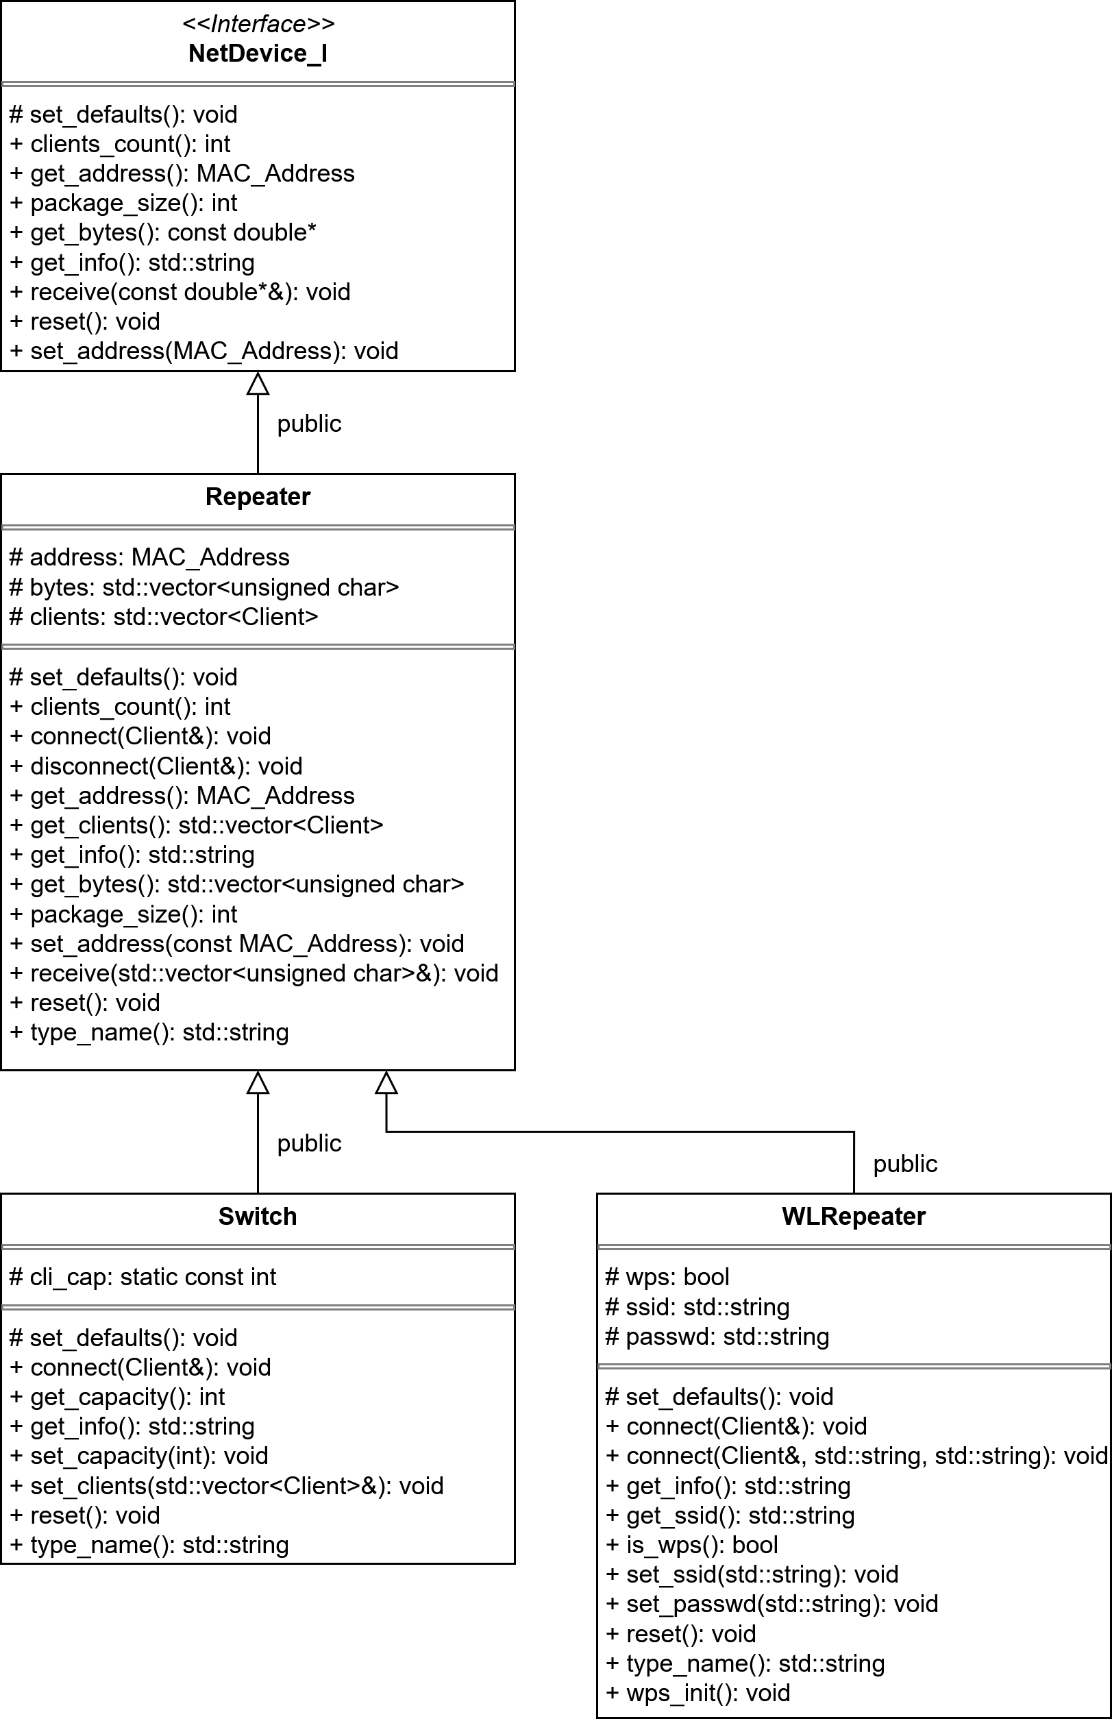 <<Interface>>
NetDevice_I
# set_defaults(): void
+ clients_count(): int
+ get_address(): MAC_Address
+ package_size(): int
+ get_bytes(): const double*
+ get_info(): std::string
+ receive(const double*&): void
+ reset(): void
+ set_address(MAC_Address): void
public
Repeater
# address: MAC_Address
# bytes: std::vector<unsigned char>
# clients: std::vector<Client>
# set_defaults(): void
+ clients_count(): int
+ connect(Client&): void
+ disconnect(Client&): void
+ get_address(): MAC_Address
+ get_clients(): std::vector<Client>
+ get_info(): std::string
+ get_bytes(): std::vector<unsigned char>
+ package_size(): int
+ set_address(const MAC_Address): void
+ receive(std::vector<unsigned char>&): void
+ reset(): void
+ type_name(): std::string
public
public
Switch
# cli_cap: static const int
# set_defaults(): void
+ connect(Client&): void
+ get_capacity(): int
+ get_info(): std::string
+ set_capacity(int): void
+ set_clients(std::vector<Client>&): void
+ reset(): void
+ type_name(): std::string
WLRepeater
# wps: bool
# ssid: std::string
# passwd: std::string
# set_defaults(): void
+ connect(Client&): void
+ connect(Client&, std::string, std::string): void
+ get_info(): std::string
+ get_ssid(): std::string
+ is_wps(): bool
+ set_ssid(std::string): void
+ set_passwd(std::string): void
+ reset(): void
+ type_name(): std::string
+ wps_init(): void